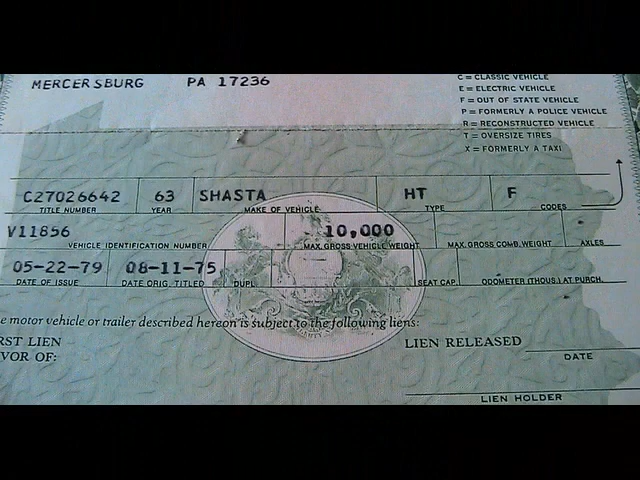 C = CLASSIC VEHICLE
MERCERSBURG PA 17236
E = ELECTRIC VEHICLE
F = OUT OF STATE VEHICLE
P = FORMERLY A POLICE VEHICLE
R = RECONSTRUCTED VEHICLE
T = OVERSIZE TIRES
X = FORMERLY A TAXI
C27026642 63 SHASTA HT F
TITLE NUMBER YEAR MAKE OF VEHICLE TYPE CODES
V11856 10,000
VEHICLE IDENTIFICATION NUMBER MAX.GROSS VEHICLE WEIGHT MAX.GROSS COMB.WEIGHT AXLES
05-22-79 08-11-75
DATE OF ISSUE DATE ORIG. TITLED DUPL SEAT CAP. ODOMETER (THOUS.) AT PURCH.
e motor vehicle or trailer described hereon is subject to the following liens:
RST LIEN LIEN RELEASED
VOR OF: DATE
LIEN HOLDER